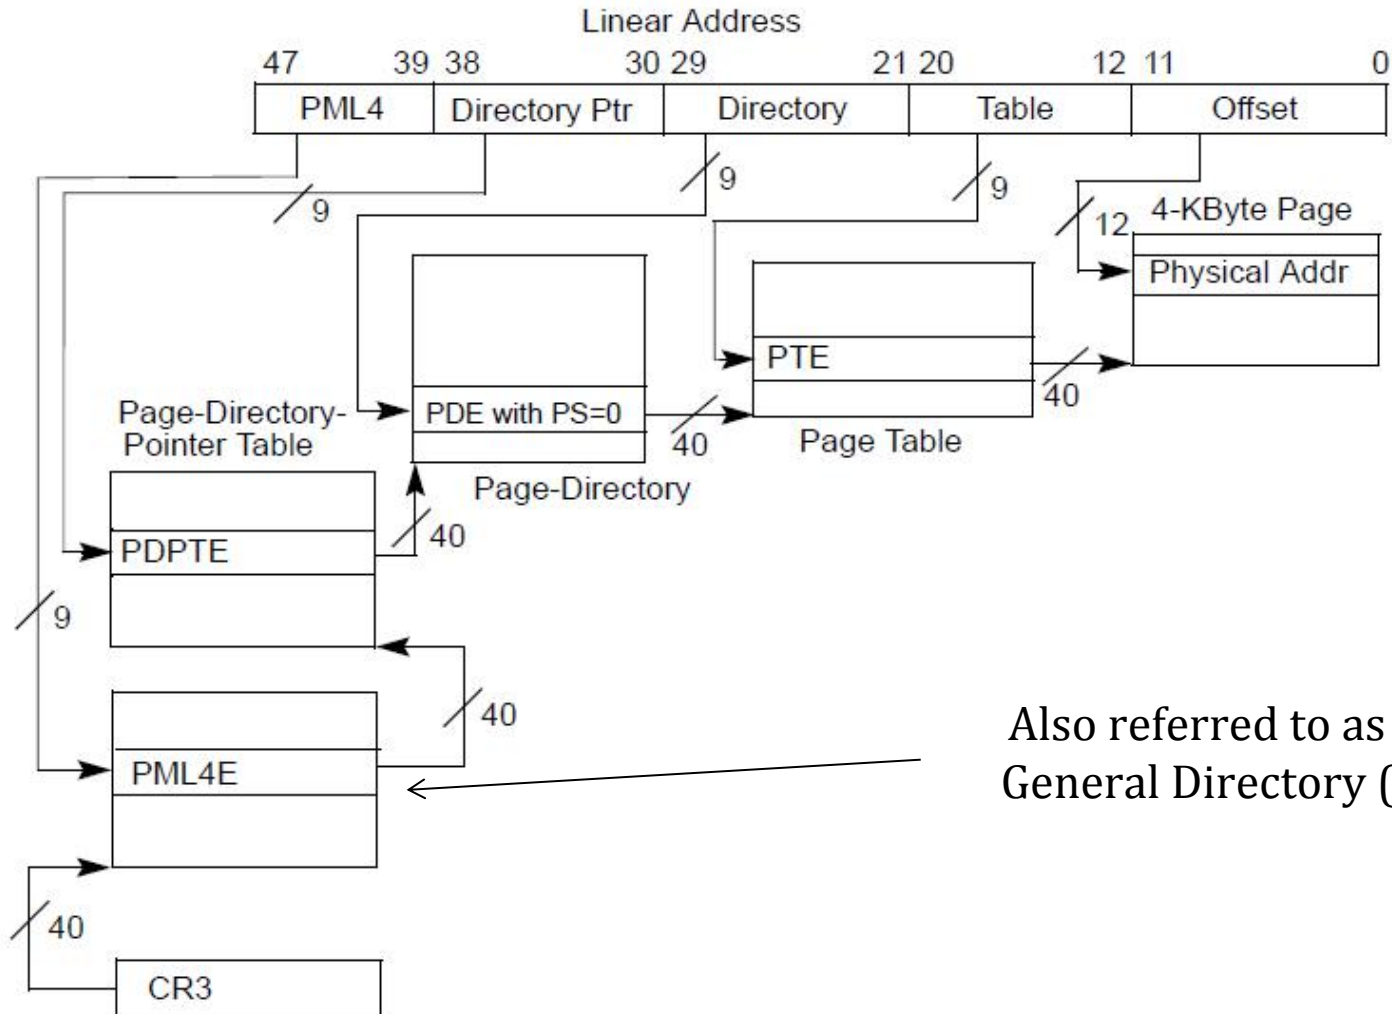 Linear Address
47 39 38 30 29 21 20 12 11 0
PML4 Directory Ptr Directory Table Offset
9
9
9
12
4-KByte Page
Physical Addr
PTE
40
Page Table
PDE with PS=0
40
Page-Directory
Page-Directory-
Pointer Table
PDPTE
40
9
40
PML4E
Also referred to as
General Directory (
40
CR3